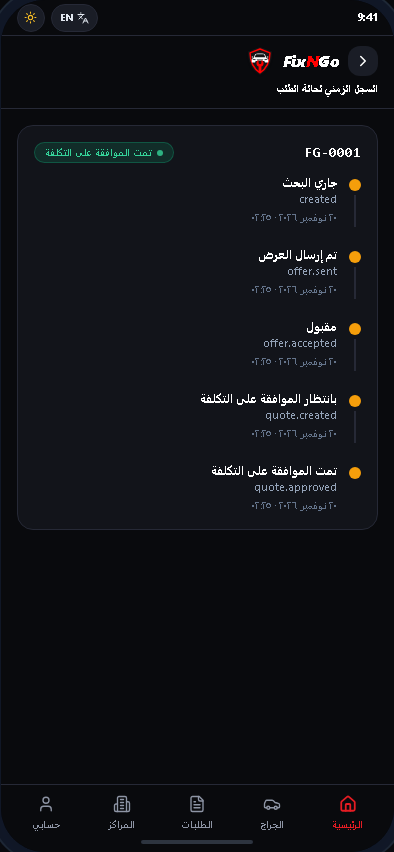 9:41
EN
FixNGo
السجل الزمني لحالة الطلب
FG-0001
تمت الموافقة على التكلفة
جاري البحث
created
٢٠ نوفمبر ٢٠٢٦ · ٠٢:٢٥
تم إرسال العرض
offer.sent
٢٠ نوفمبر ٢٠٢٦ · ٠٢:٢٥
مقبول
offer.accepted
٢٠ نوفمبر ٢٠٢٦ · ٠٢:٢٥
بانتظار الموافقة على التكلفة
quote.created
٢٠ نوفمبر ٢٠٢٦ · ٠٢:٢٥
تمت الموافقة على التكلفة
quote.approved
٢٠ نوفمبر ٢٠٢٦ · ٠٢:٢٥
الرئيسية
الجراج
الطلبات
المراكز
حسابي